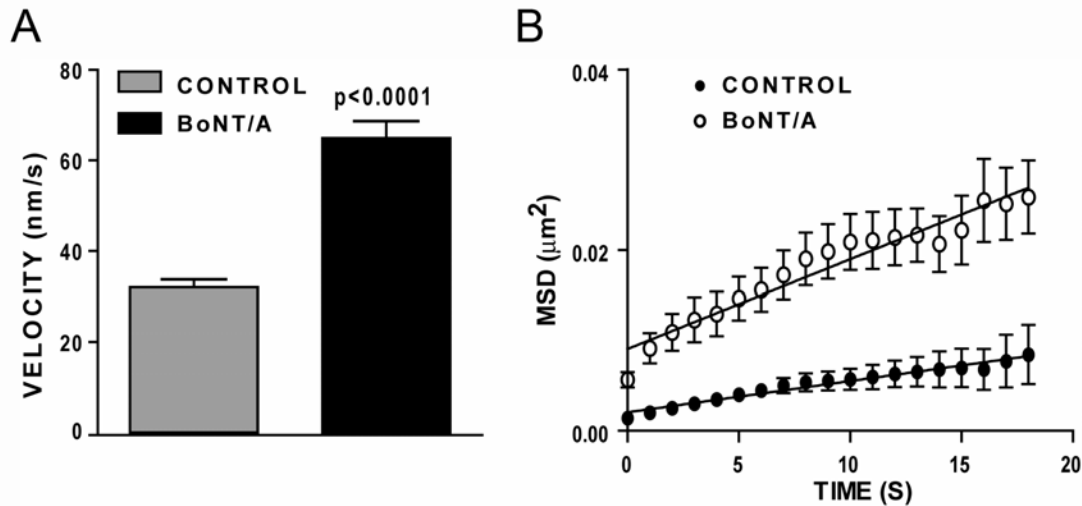 A
VELOCITY (nm/s)
80
60
40
20
0
CONTROL
BoNT/A
p<0.0001
B
MSD (μm²)
0.04
0.02
0.00
CONTROL
BoNT/A
0 5 10 15 20
TIME (S)